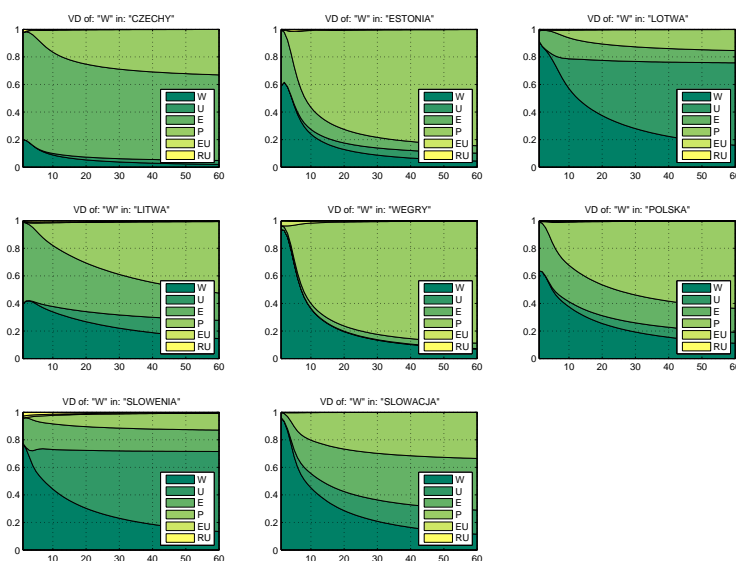 VD of: "W" in: "CZECHY"
1
0.8
0.6
0.4
0.2
0
10 20 30 40 50 60
W
U
E
P
EU
RU
VD of: "W" in: "ESTONIA"
1
0.8
0.6
0.4
0.2
0
10 20 30 40 50 60
W
U
E
P
EU
RU
VD of: "W" in: "LOTWA"
1
0.8
0.6
0.4
0.2
0
10 20 30 40 50 60
W
U
E
P
EU
RU
VD of: "W" in: "LITWA"
1
0.8
0.6
0.4
0.2
0
10 20 30 40 50 60
W
U
E
P
EU
RU
VD of: "W" in: "WEGRY"
1
0.8
0.6
0.4
0.2
0
10 20 30 40 50 60
W
U
E
P
EU
RU
VD of: "W" in: "POLSKA"
1
0.8
0.6
0.4
0.2
0
10 20 30 40 50 60
W
U
E
P
EU
RU
VD of: "W" in: "SLOWENIA"
1
0.8
0.6
0.4
0.2
0
10 20 30 40 50 60
W
U
E
P
EU
RU
VD of: "W" in: "SLOWACJA"
1
0.8
0.6
0.4
0.2
0
10 20 30 40 50 60
W
U
E
P
EU
RU